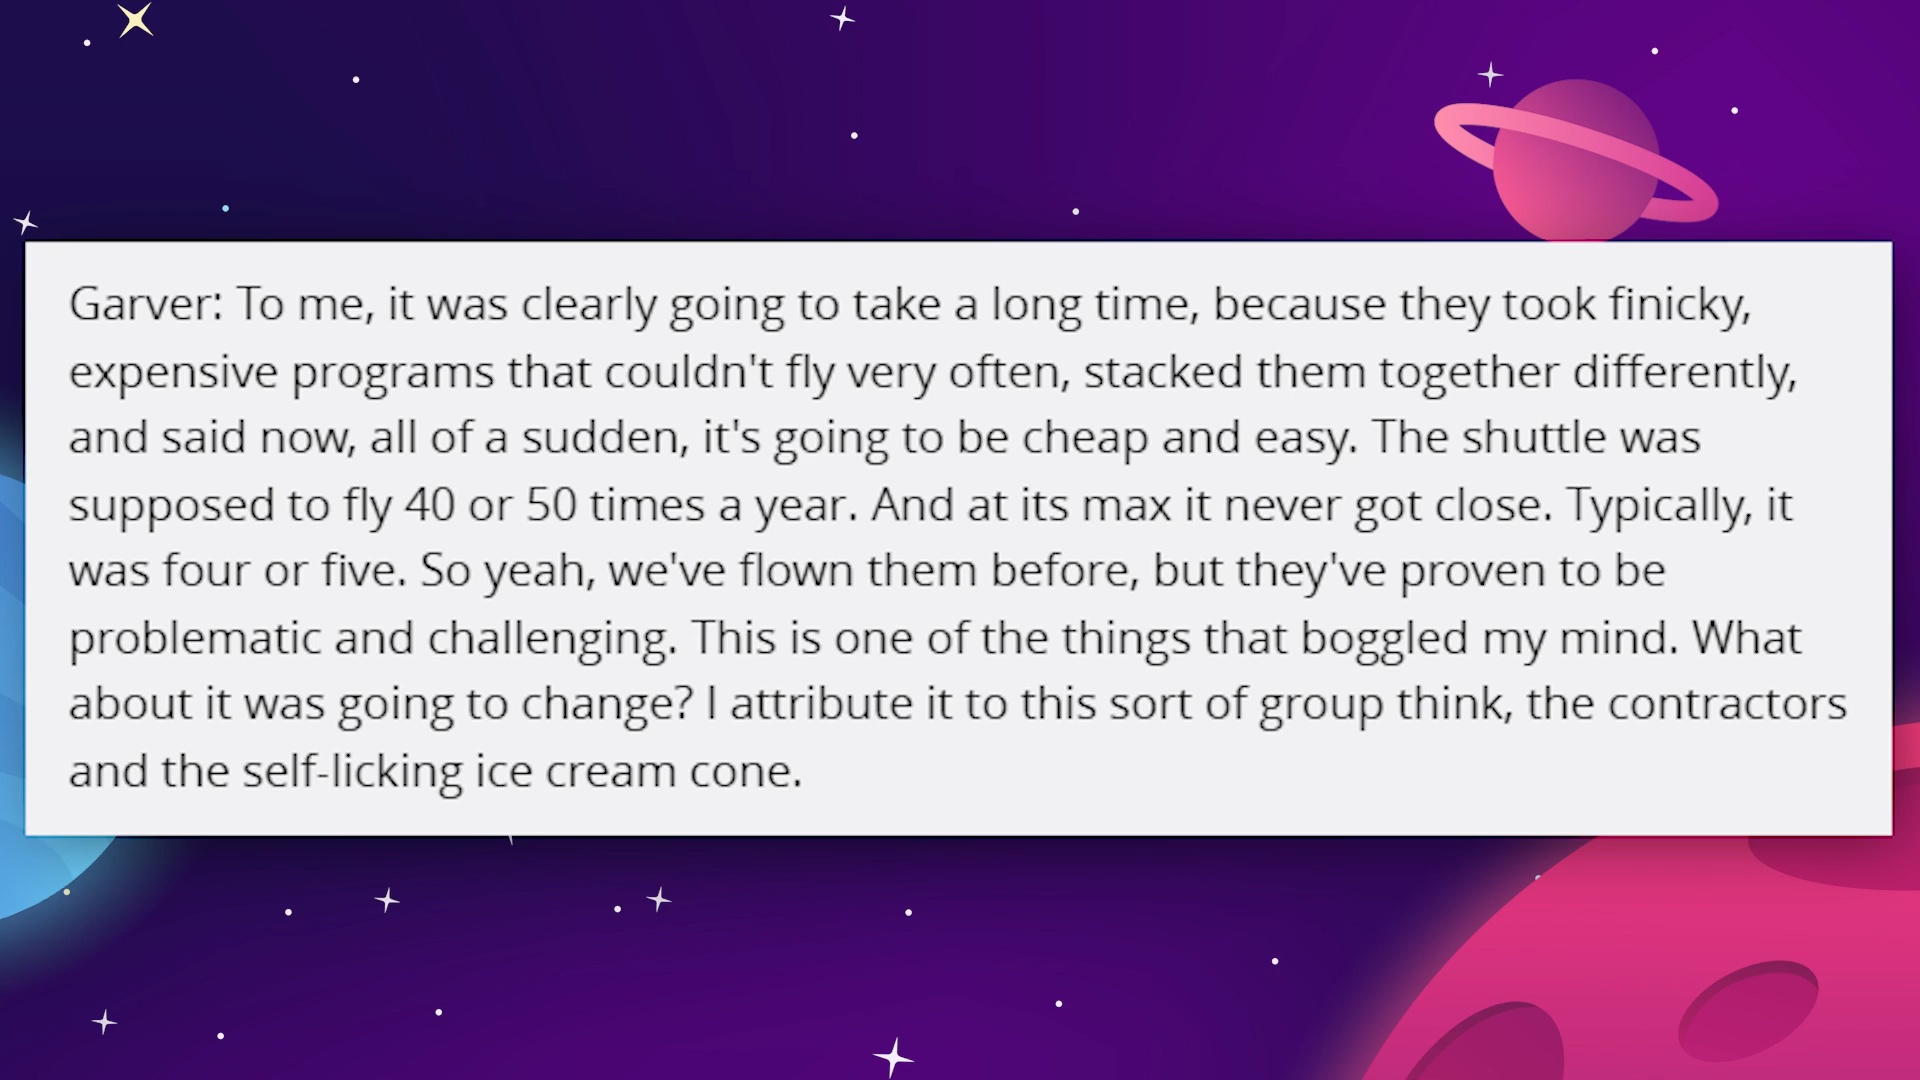 Garver: To me, it was clearly going to take a long time, because they took finicky,
expensive programs that couldn't fly very often, stacked them together differently,
and said now, all of a sudden, it's going to be cheap and easy. The shuttle was
supposed to fly 40 or 50 times a year. And at its max it never got close. Typically, it
was four or five. So yeah, we've flown them before, but they've proven to be
problematic and challenging. This is one of the things that boggled my mind. What
about it was going to change? I attribute it to this sort of group think, the contractors
and the self-licking ice cream cone.